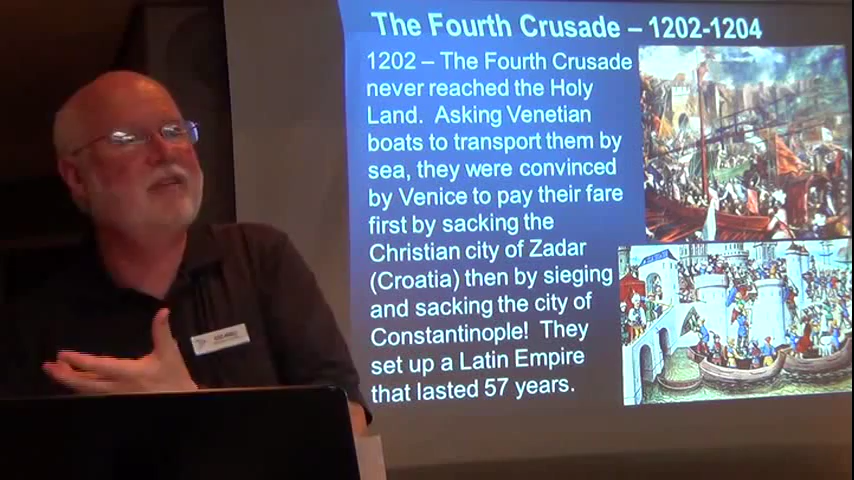 The Fourth Crusade – 1202-1204
1202 – The Fourth Crusade
never reached the Holy
Land.  Asking Venetian
boats to transport them by
sea, they were convinced
by Venice to pay their fare
first by sacking the
Christian city of Zadar
(Croatia) then by sieging
and sacking the city of
Constantinople!  They
set up a Latin Empire
that lasted 57 years.